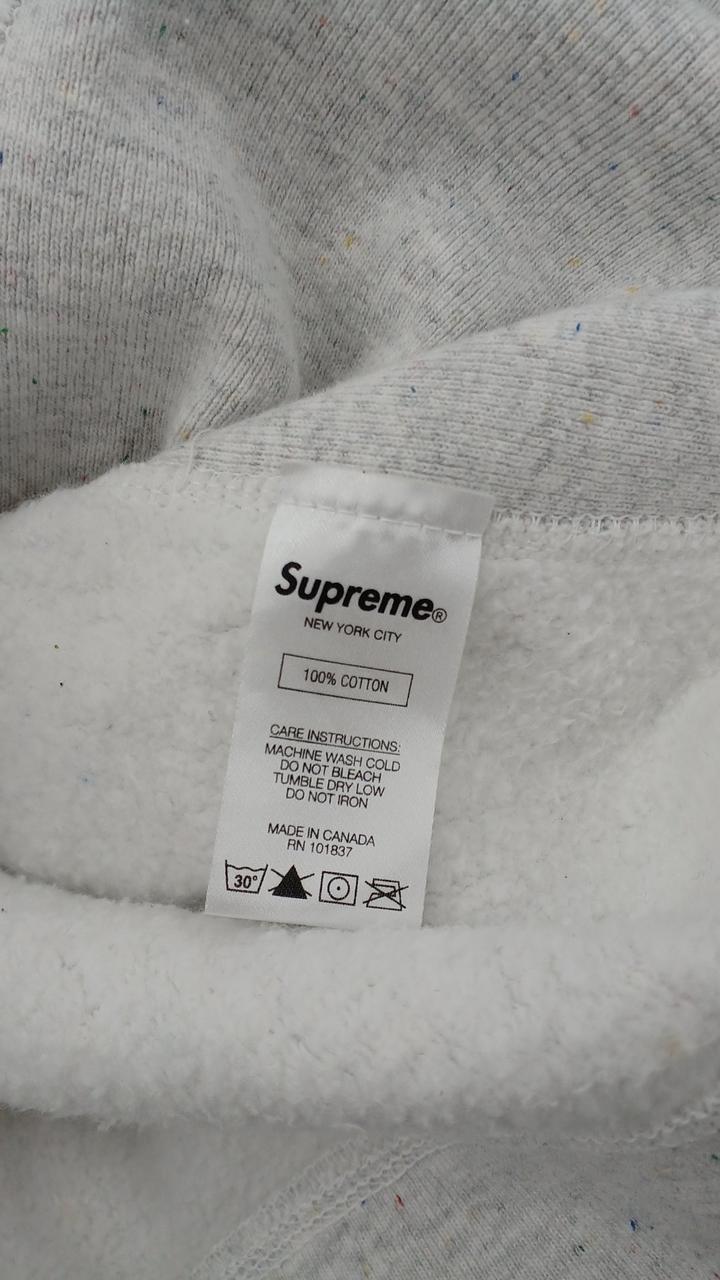 Supreme®
NEW YORK CITY
100% COTTON
CARE INSTRUCTIONS:
MACHINE WASH COLD
DO NOT BLEACH
TUMBLE DRY LOW
DO NOT IRON
MADE IN CANADA
RN 101837
30°